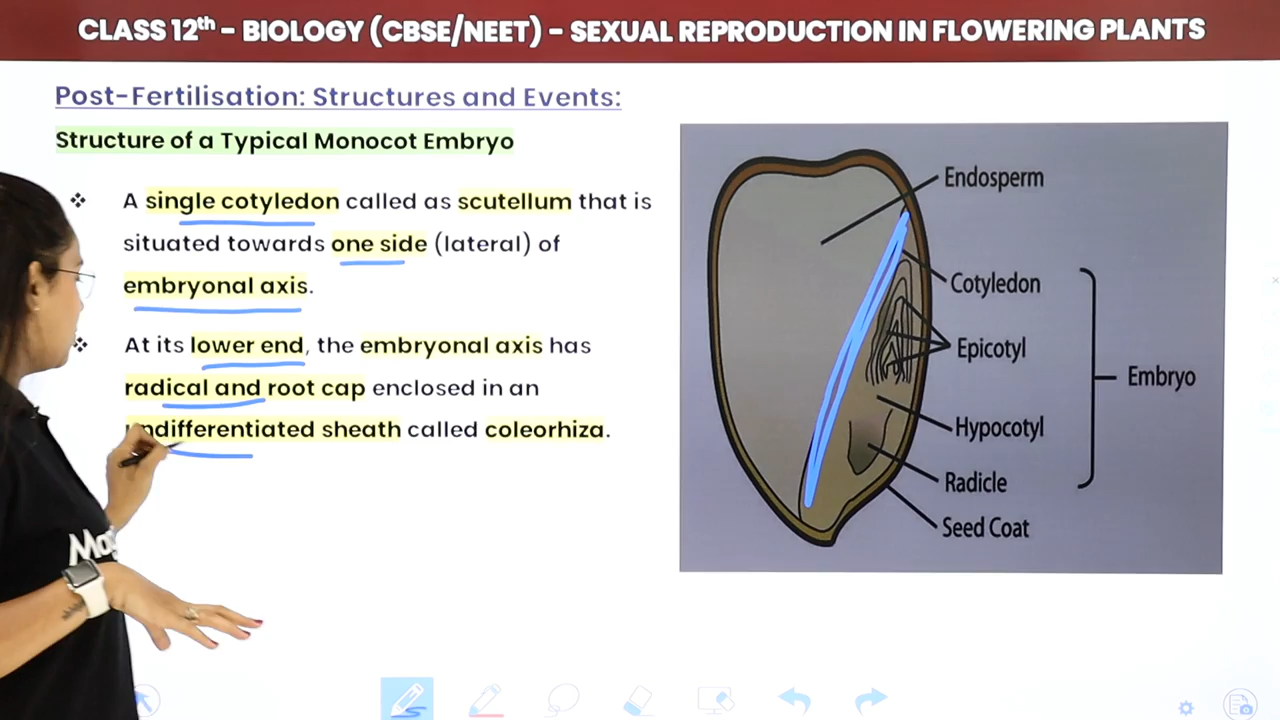 CLASS 12th – BIOLOGY (CBSE/NEET) – SEXUAL REPRODUCTION IN FLOWERING PLANTS
Post-Fertilisation: Structures and Events:
Structure of a Typical Monocot Embryo
❖ A single cotyledon called as scutellum that is
situated towards one side (lateral) of
embryonal axis.
❖ At its lower end, the embryonal axis has
radical and root cap enclosed in an
undifferentiated sheath called coleorhiza.
Endosperm
Cotyledon
Epicotyl
Embryo
Hypocotyl
Radicle
Seed Coat